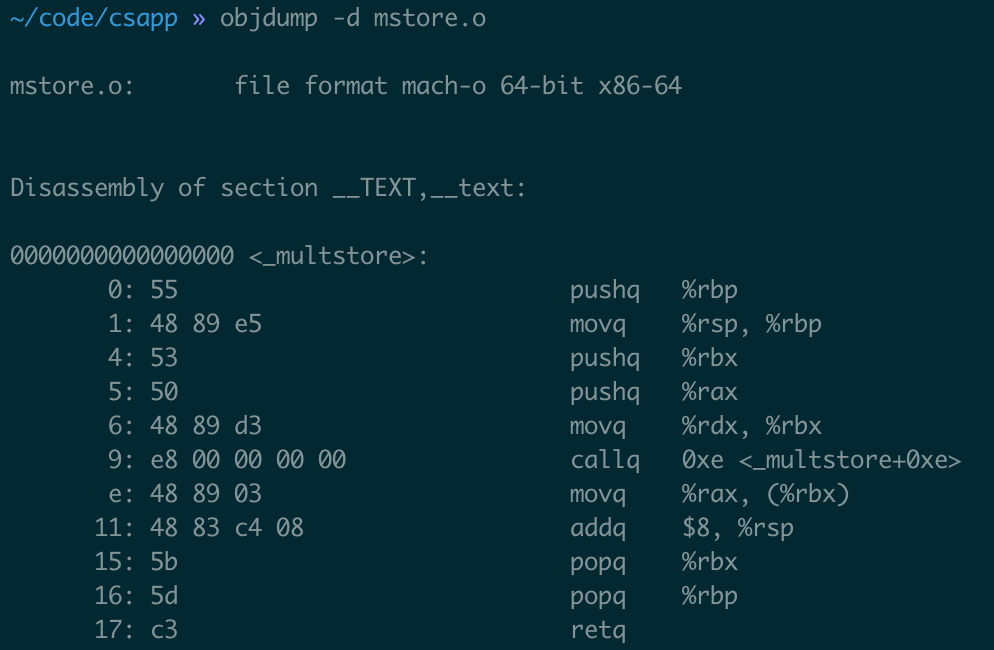 ~/code/csapp » objdump -d mstore.o
mstore.o:       file format mach-o 64-bit x86-64
Disassembly of section __TEXT,__text:
0000000000000000 <_multstore>:
       0: 55                            pushq   %rbp
       1: 48 89 e5                      movq    %rsp, %rbp
       4: 53                            pushq   %rbx
       5: 50                            pushq   %rax
       6: 48 89 d3                      movq    %rdx, %rbx
       9: e8 00 00 00 00                callq   0xe <_multstore+0xe>
       e: 48 89 03                      movq    %rax, (%rbx)
      11: 48 83 c4 08                   addq    $8, %rsp
      15: 5b                            popq    %rbx
      16: 5d                            popq    %rbp
      17: c3                            retq